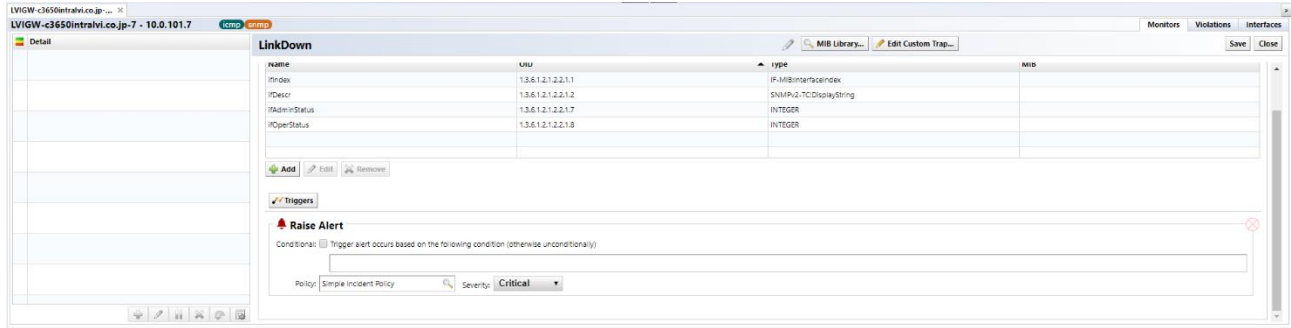 LVIGW-c3650intralvi.co.jp-... ×
LVIGW-c3650intralvi.co.jp-7 - 10.0.101.7 icmp snmp Monitors Violations Interfaces
Detail
LinkDown MIB Library... Edit Custom Trap... Save Close
Name OID Type MIB
ifIndex 1.3.6.1.2.1.2.2.1.1 IF-MIB:InterfaceIndex
ifDescr 1.3.6.1.2.1.2.2.1.2 SNMPv2-TC:DisplayString
ifAdminStatus 1.3.6.1.2.1.2.2.1.7 INTEGER
ifOperStatus 1.3.6.1.2.1.2.2.1.8 INTEGER
Add Edit Remove
Triggers
Raise Alert
Conditional: Trigger alert occurs based on the following condition (otherwise unconditionally)
Policy: Simple Incident Policy Severity: Critical